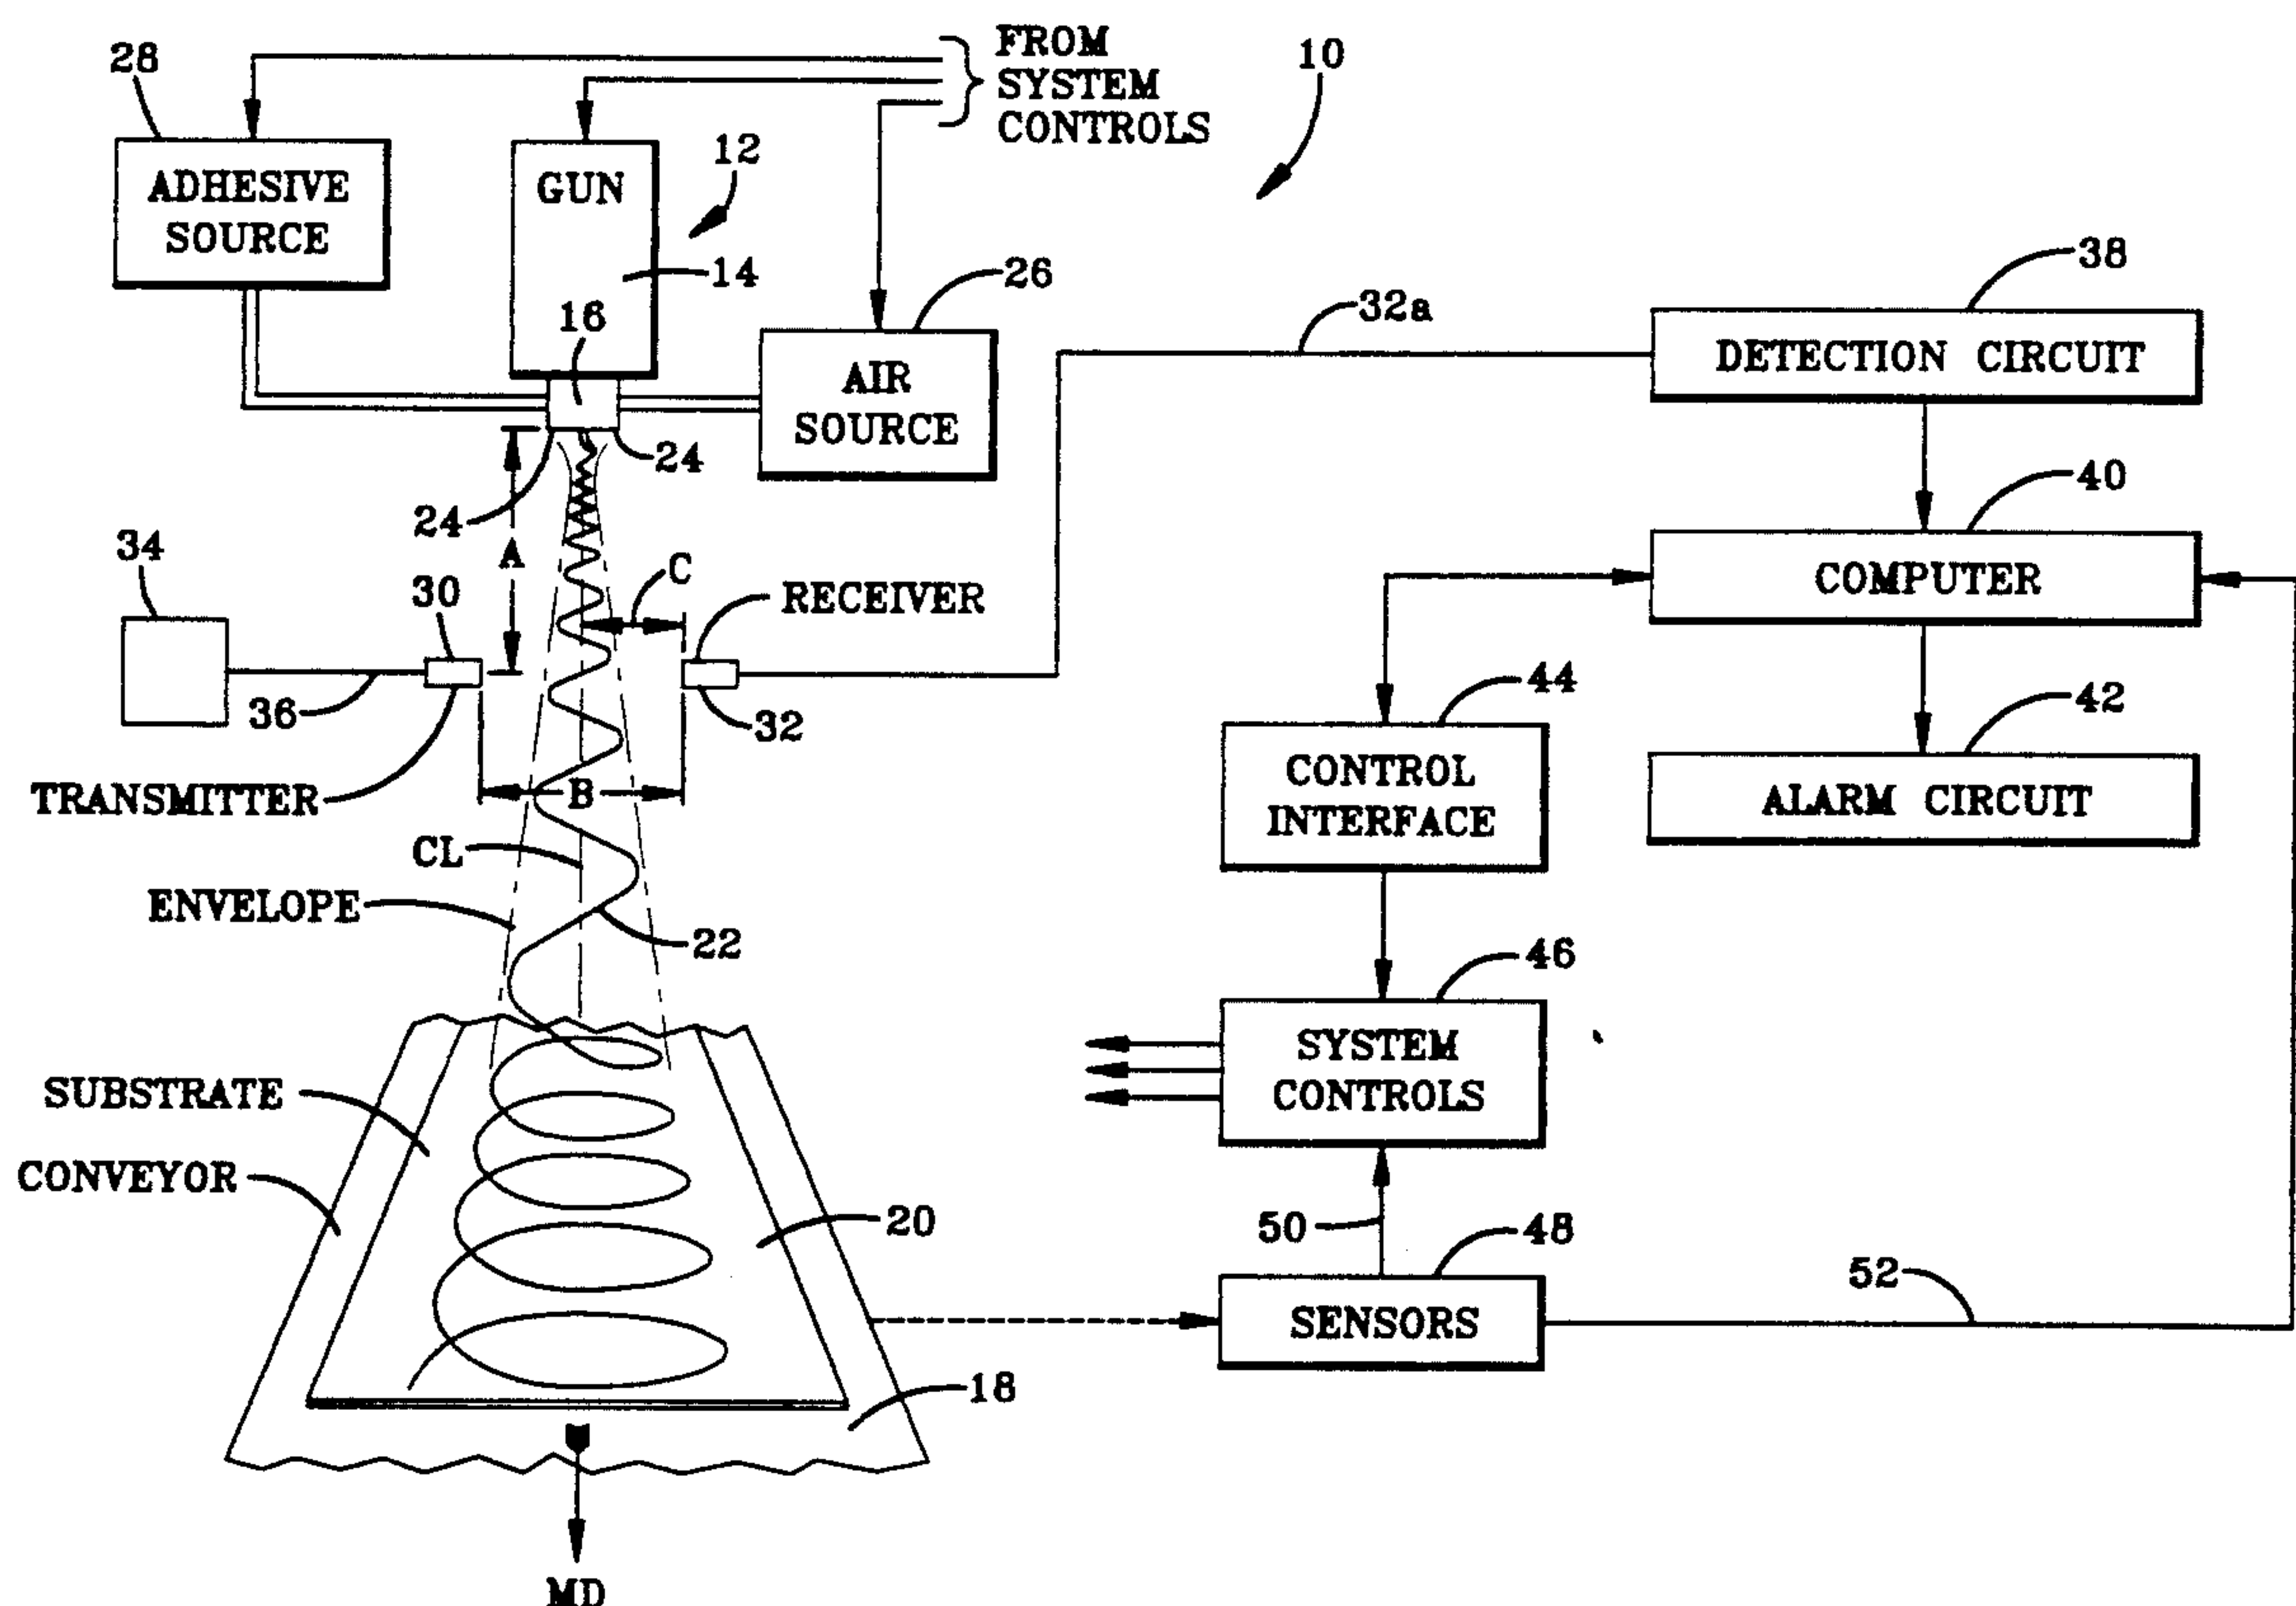 28
FROM
SYSTEM
CONTROLS
10
ADHESIVE
SOURCE
GUN
12
14
16
26
AIR
SOURCE
32a
38
DETECTION CIRCUIT
24
24
A
34
30
C
RECEIVER
40
COMPUTER
36
32
TRANSMITTER
B
44
42
CONTROL
INTERFACE
ALARM CIRCUIT
CL
ENVELOPE
22
46
SYSTEM
CONTROLS
SUBSTRATE
CONVEYOR
20
50
48
52
SENSORS
18
MD